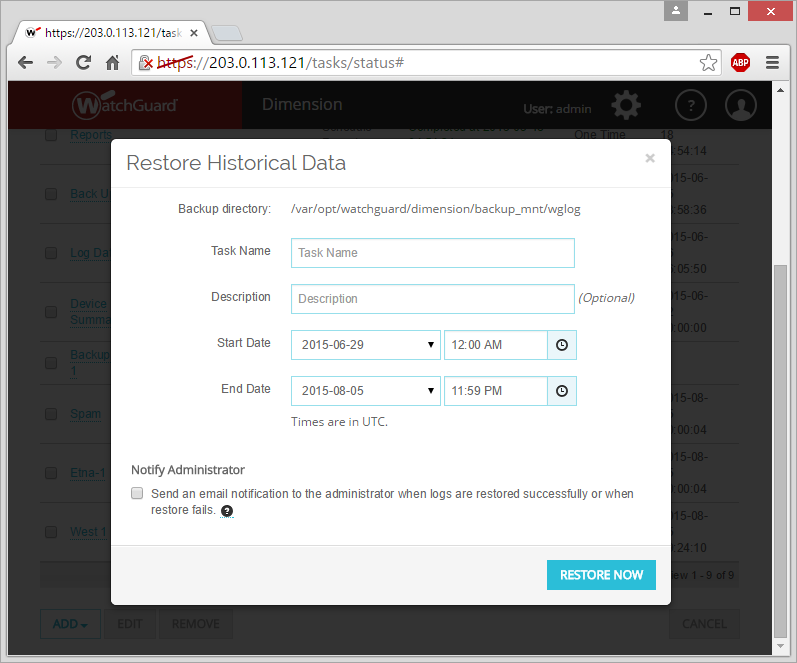 https://203.0.113.121/task
https://203.0.113.121/tasks/status#
ABP
WatchGuard
Dimension
User: admin
?
Reports
One Time
18
:54:14
Restore Historical Data
×
Backup directory: /var/opt/watchguard/dimension/backup_mnt/wglog
Back Up
015-06-
:58:36
Task Name
Task Name
Log Da
015-06-
:05:50
Description
Description
(Optional)
Device
Summa
015-06-
:00:00
Start Date
2015-06-29
12:00 AM
Backup
1
End Date
2015-08-05
11:59 PM
Times are in UTC.
Spam
015-08-
:00:04
Notify Administrator
Etna-1
015-08-
:00:04
Send an email notification to the administrator when logs are restored successfully or when
restore fails. ?
West 1
015-08-
:24:10
RESTORE NOW
ew 1 - 9 of 9
ADD
EDIT
REMOVE
CANCEL